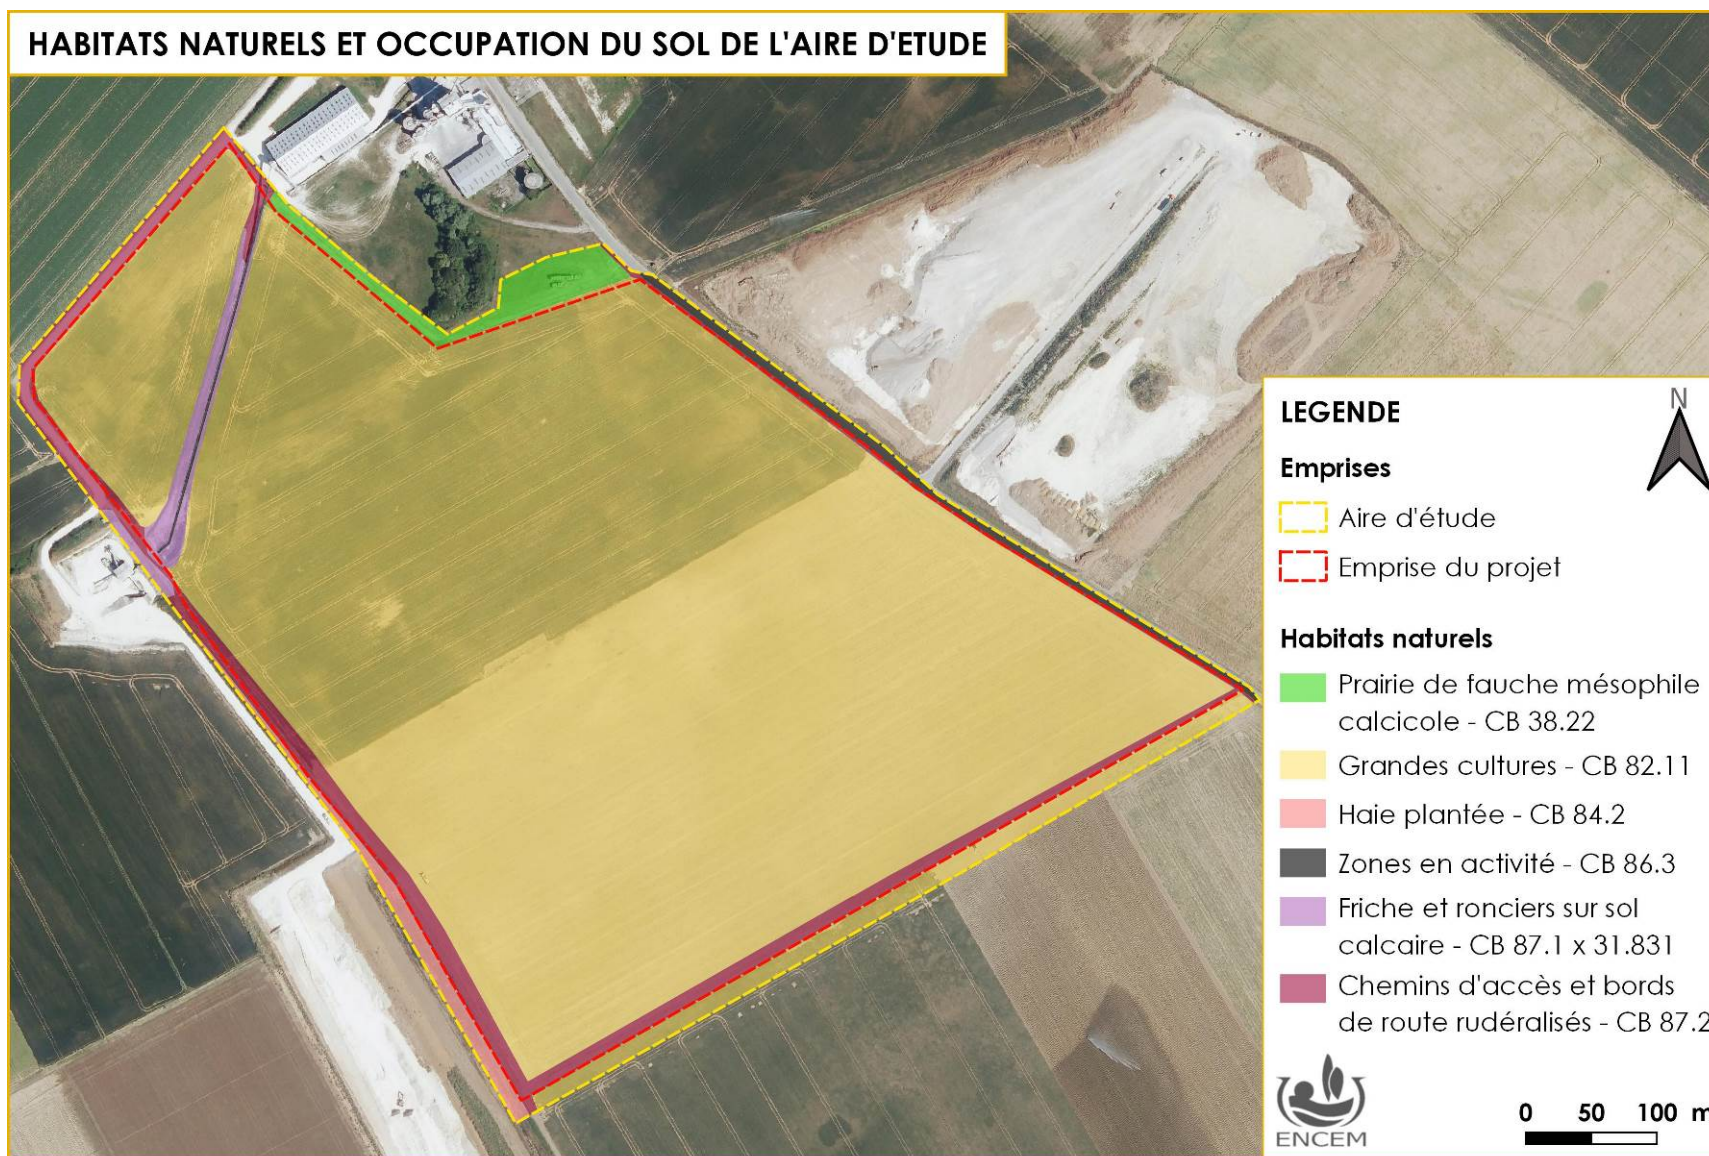 HABITATS NATURELS ET OCCUPATION DU SOL DE L'AIRE D'ETUDE
N
LEGENDE
Emprises
Aire d'étude
Emprise du projet
Habitats naturels
Prairie de fauche mésophile
calcicole - CB 38.22
Grandes cultures - CB 82.11
Haie plantée - CB 84.2
Zones en activité - CB 86.3
Friche et ronciers sur sol
calcaire - CB 87.1 x 31.831
Chemins d'accès et bords
de route rudéralisés - CB 87.2
ENCEM
0 50 100 m